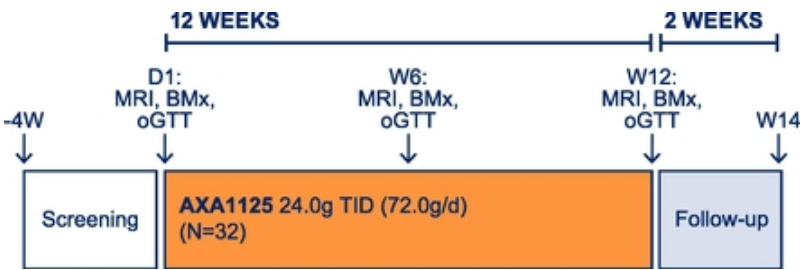 12 WEEKS
2 WEEKS
D1:
MRI, BMx,
oGTT
W6:
MRI, BMx,
oGTT
W12:
MRI, BMx,
oGTT
-4W
W14
Screening
AXA1125 24.0g TID (72.0g/d)
(N=32)
Follow-up